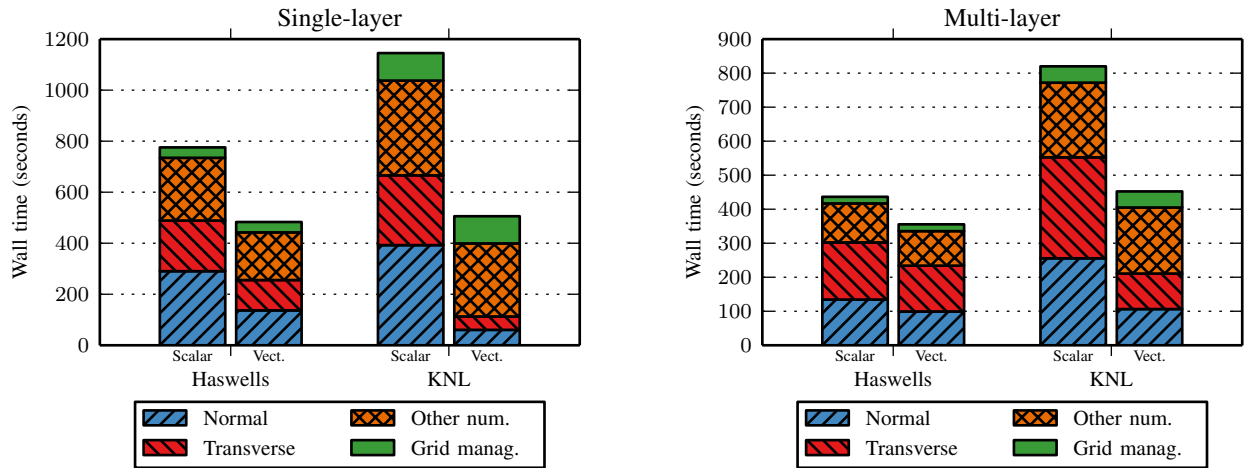 Single-layer
Wall time (seconds)
1200
1000
800
600
400
200
0
Scalar Vect. Scalar Vect.
Haswells KNL
Normal Other num.
Transverse Grid manag.
Multi-layer
Wall time (seconds)
900
800
700
600
500
400
300
200
100
0
Scalar Vect. Scalar Vect.
Haswells KNL
Normal Other num.
Transverse Grid manag.